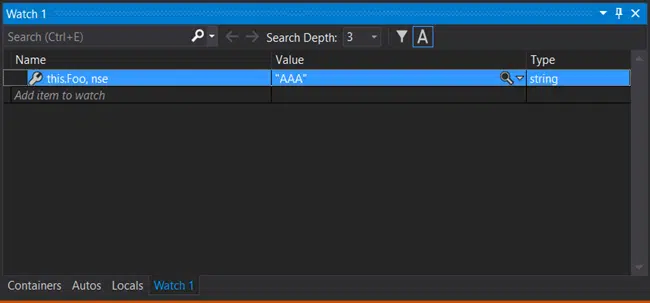 Watch 1
Search (Ctrl+E) Search Depth: 3 A
Name Value Type
this.Foo, nse "AAA" string
Add item to watch
Containers Autos Locals Watch 1